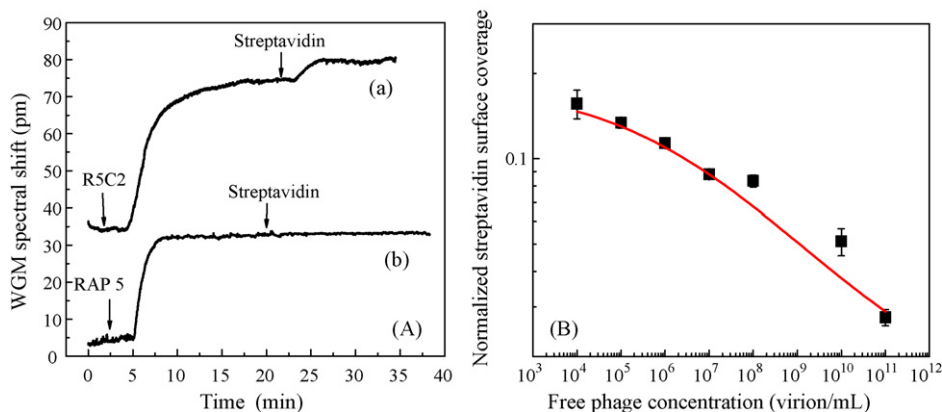 WGM spectral shift (pm)
90
80
70
60
50
40
30
20
10
0
Streptavidin
(a)
R5C2
Streptavidin
(b)
RAP 5
(A)
0 5 10 15 20 25 30 35 40
Time (min)
Normalized streptavidin surface coverage
0.1
(B)
10³ 10⁴ 10⁵ 10⁶ 10⁷ 10⁸ 10⁹ 10¹⁰ 10¹¹ 10¹²
Free phage concentration (virion/mL)